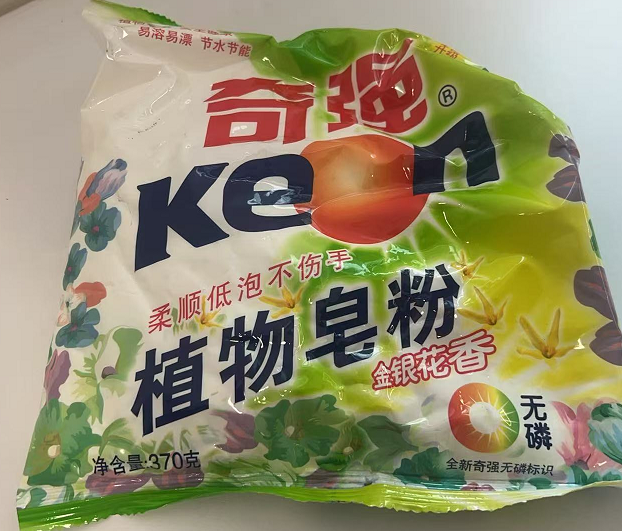 易溶易漂 节水节能
升级
奇强®
Keon
柔顺低泡不伤手
植物皂粉
金银花香
无磷
净含量:370克
全新奇强无磷标识